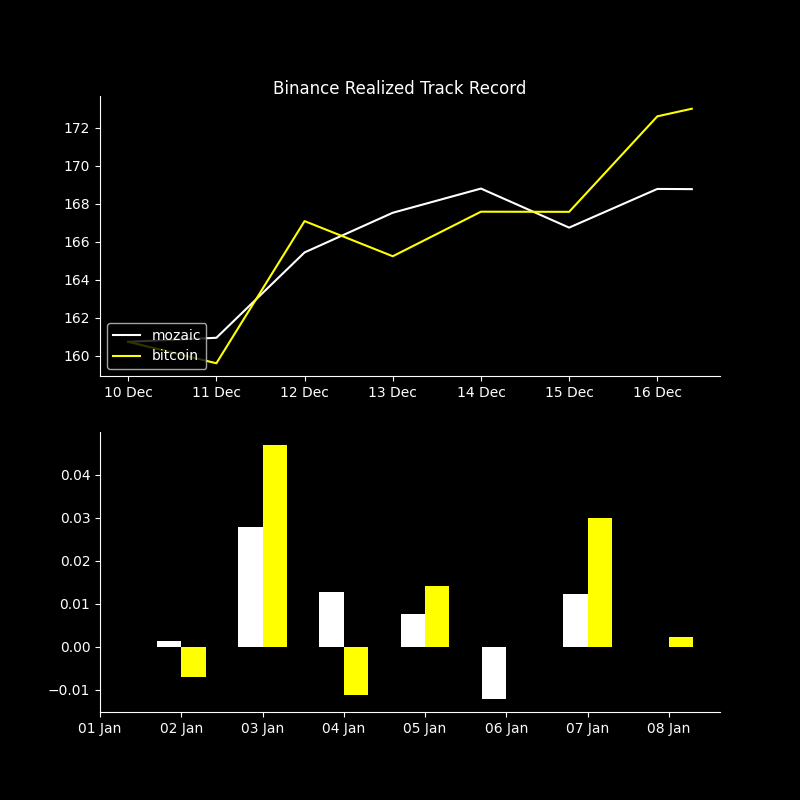 Binance Realized Track Record
172
170
168
166
164
162
160
mozaic
bitcoin
10 Dec 11 Dec 12 Dec 13 Dec 14 Dec 15 Dec 16 Dec
0.04
0.03
0.02
0.01
0.00
−0.01
01 Jan 02 Jan 03 Jan 04 Jan 05 Jan 06 Jan 07 Jan 08 Jan